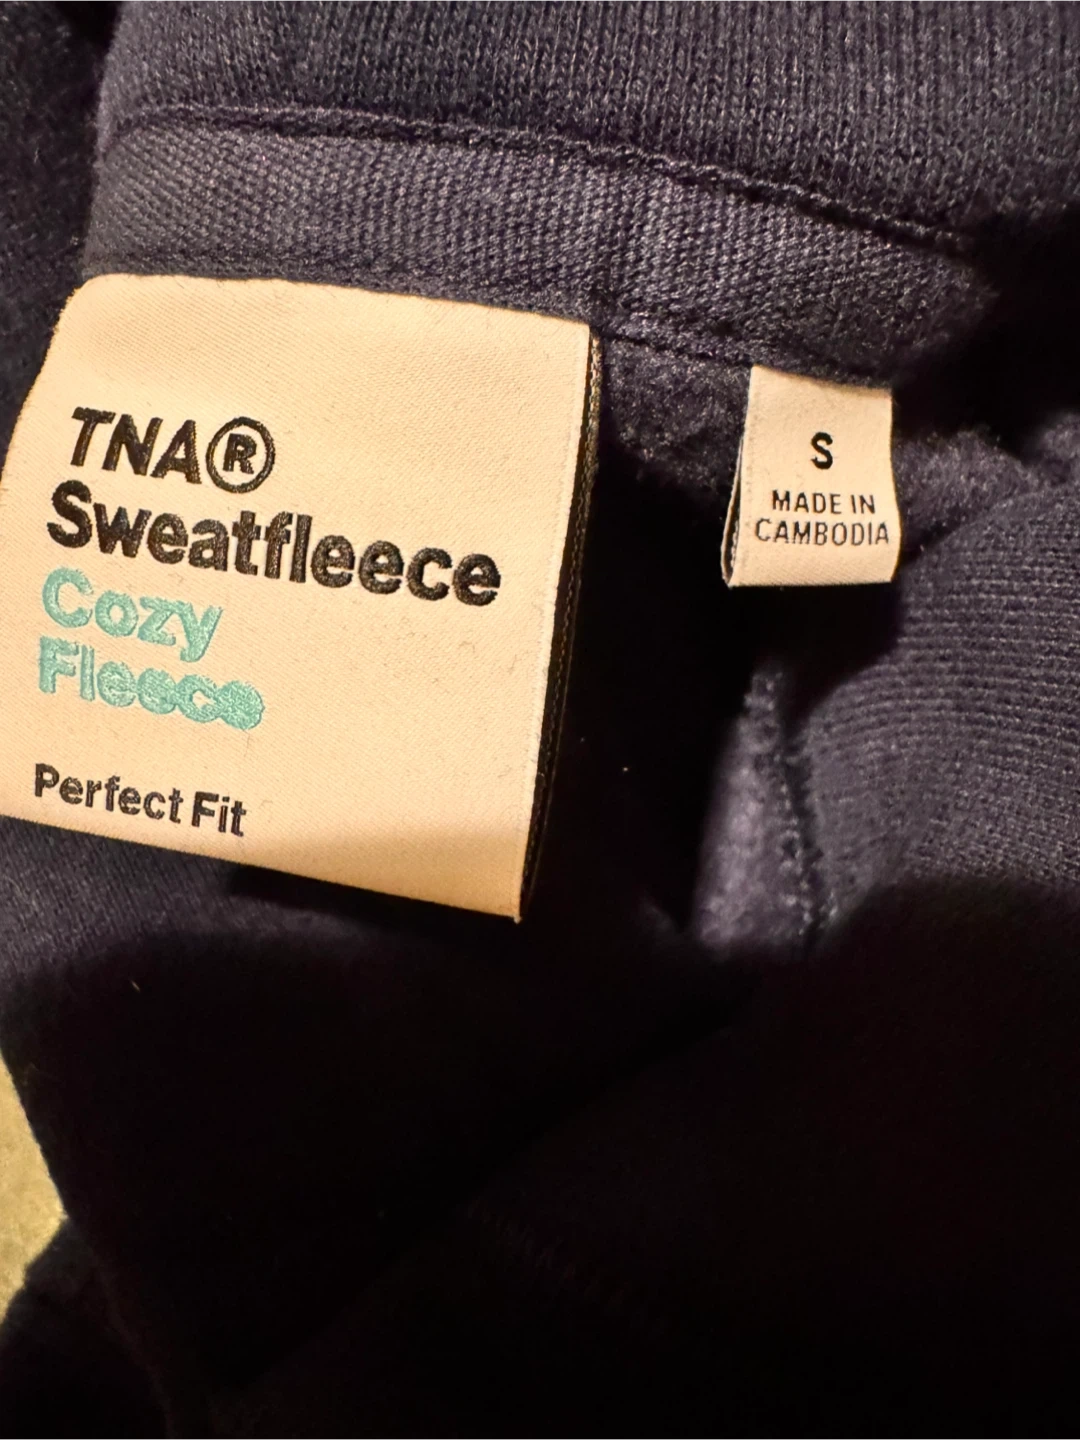 TNA®
Sweatfleece
Cozy
Fleece
Perfect Fit
S
MADE IN
CAMBODIA